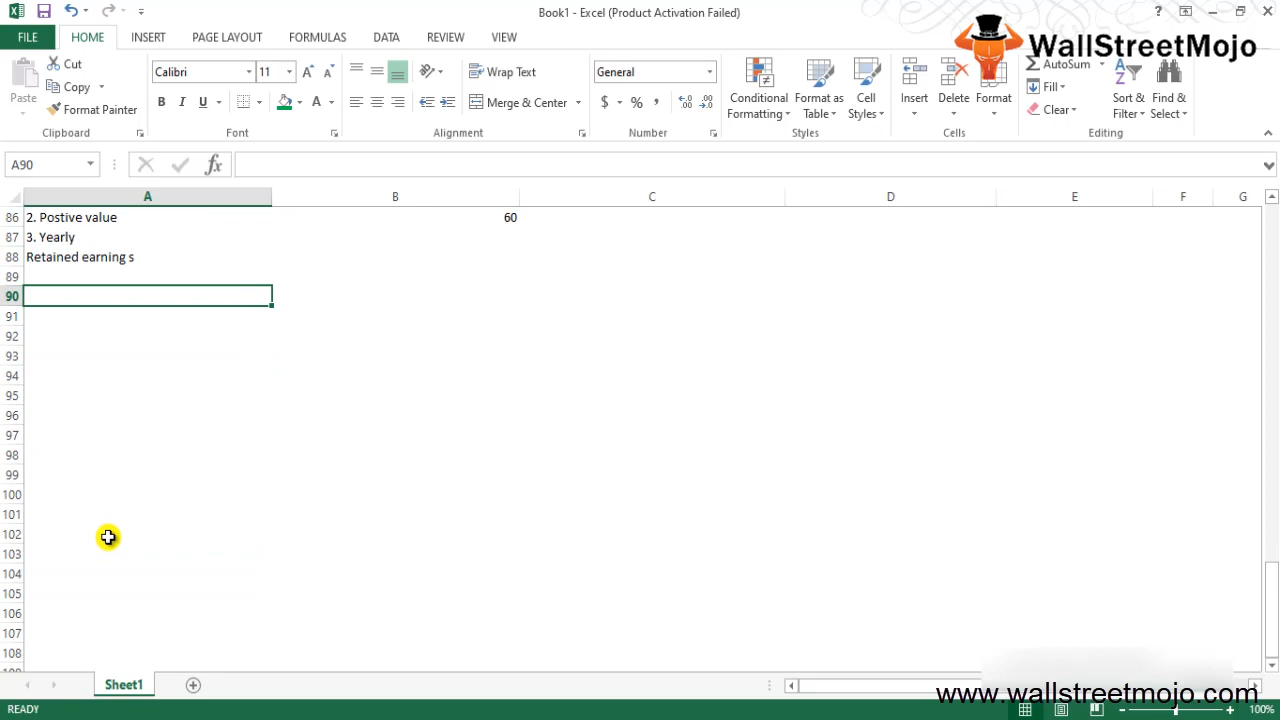 Book1 - Excel (Product Activation Failed)
?
FILE HOME INSERT PAGE LAYOUT FORMULAS DATA REVIEW VIEW
WallStreetMojo
Paste
Cut
Copy
Format Painter
Clipboard
Calibri 11
B I U A
Font
Wrap Text
Merge & Center
Alignment
General
$ % ,
Number
Conditional Formatting
Format as Table
Cell Styles
Styles
Insert
Delete
Format
Cells
AutoSum
Fill
Clear
Sort & Filter
Find & Select
Editing
A90 fx
A B C D E F G
86 2. Postive value 60
87 3. Yearly
88 Retained earning s
89
90
91
92
93
94
95
96
97
98
99
100
101
102
103
104
105
106
107
108
Sheet1
www.wallstreetmojo.com
READY 100%